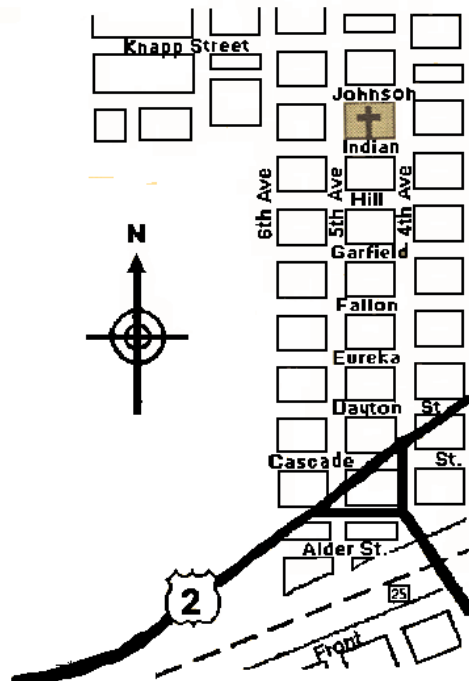 Knapp Street
Johnson
Indian
6th Ave
5th Ave
4th Ave
Hill
Garfield
N
Fallon
Eureka
Dayton St.
Cascade St.
Alder St.
2
25
Front